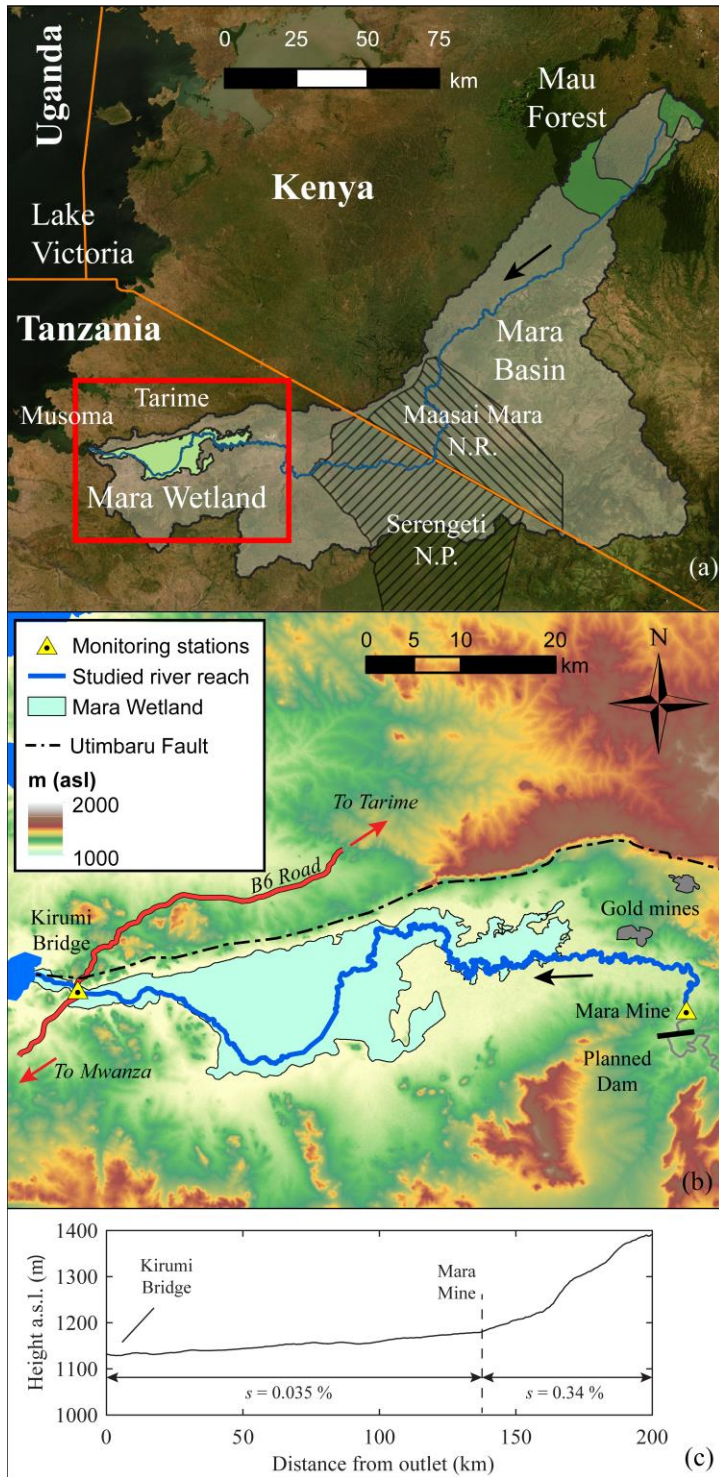 0 25 50 75
km
Uganda
Mau
Forest
Kenya
Lake
Victoria
Tanzania
Mara
Basin
Tarime
Musoma
Maasai Mara
N.R.
Mara Wetland
Serengeti
N.P.
(a)
Monitoring stations
Studied river reach
Mara Wetland
Utimbaru Fault
m (asl)
2000
1000
0 5 10 20
km
N
To Tarime
B6 Road
Kirumi
Bridge
Gold mines
Mara Mine
Planned
Dam
To Mwanza
(b)
Height a.s.l. (m)
1400
1300
1200
1100
1000
Kirumi
Bridge
Mara
Mine
s = 0.035 %
s = 0.34 %
0 50 100 150 200
Distance from outlet (km)
(c)